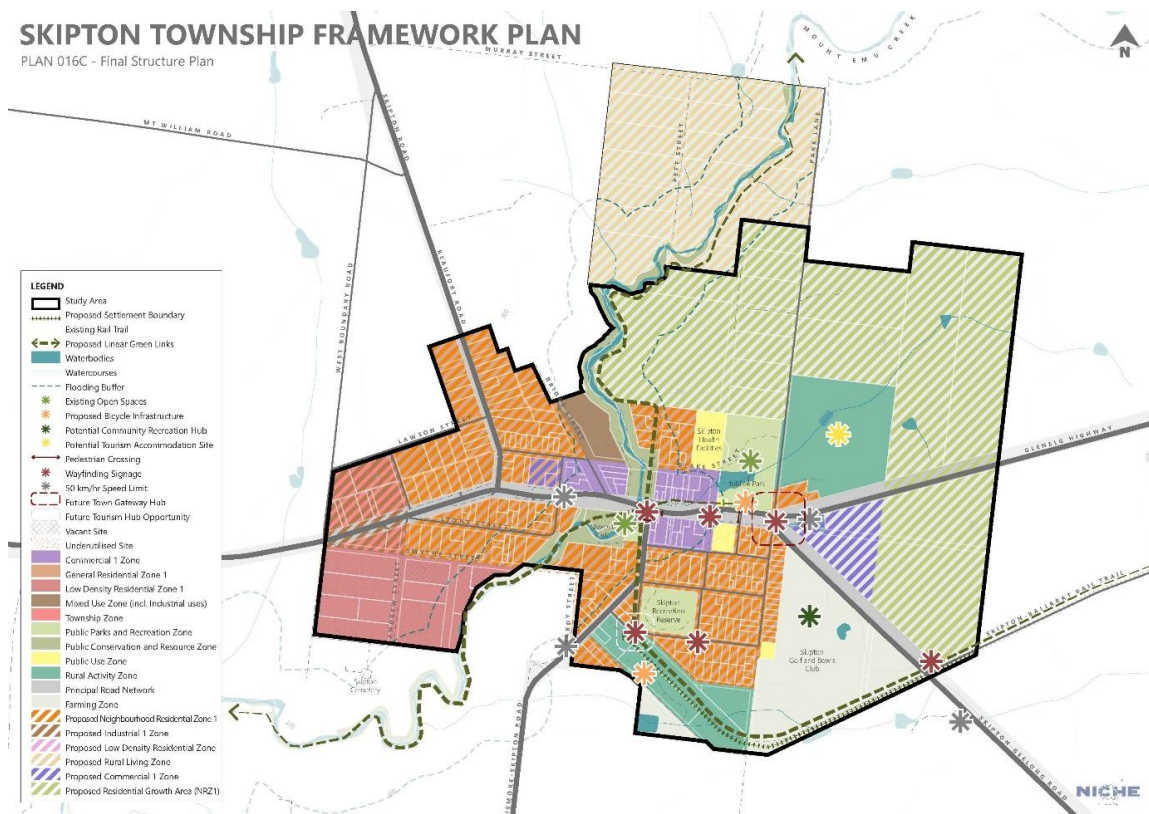 SKIPTON TOWNSHIP FRAMEWORK PLAN
PLAN 016C - Final Structure Plan
N
MURRAY STREET
MOUNT EMU CREEK
MT WILLIAM ROAD
SKIPTON ROAD
PETT STREET
PARK LANE
WEST BOUNDARY ROAD
BEAUFORT ROAD
LEGEND
Study Area
Proposed Settlement Boundary
Existing Rail Trail
Proposed Linear Green Links
Waterbodies
Watercourses
Flooding Buffer
Existing Open Spaces
Proposed Bicycle Infrastructure
Potential Community Recreation Hub
Potential Tourism Accommodation Site
Pedestrian Crossing
Wayfinding Signage
50 km/hr Speed Limit
Future Town Gateway Hub
Future Tourism Hub Opportunity
Vacant Site
Underutilised Site
Commercial 1 Zone
General Residential Zone 1
Low Density Residential Zone 1
Mixed Use Zone (incl. Industrial uses)
Township Zone
Public Parks and Recreation Zone
Public Conservation and Resource Zone
Public Use Zone
Rural Activity Zone
Principal Road Network
Farming Zone
Proposed Neighbourhood Residential Zone 1
Proposed Industrial 1 Zone
Proposed Low Density Residential Zone
Proposed Rural Living Zone
Proposed Commercial 1 Zone
Proposed Residential Growth Area (NRZ1)
LAWSON STREET
Skipton
Health
Facilities
GLENELG HIGHWAY
Skipton
Recreation
Reserve
Skipton
Golf and Bowls
Club
SKIPTON-BALLARAT RAIL TRAIL
Skipton
Cemetery
SKIPTON GEELONG ROAD
NICHE